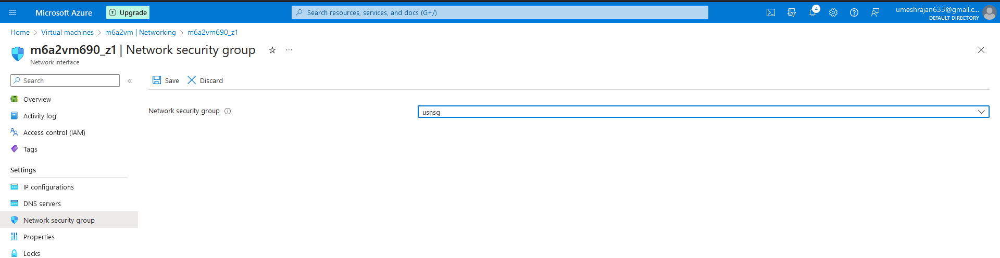 Microsoft Azure
Upgrade
Search resources, services, and docs (G+/)
4
umeshrajan633@gmail.c...
DEFAULT DIRECTORY
Home > Virtual machines > m6a2vm | Networking > m6a2vm690_z1
m6a2vm690_z1 | Network security group
Network interface
Search
Save
Discard
Overview
Network security group
usnsg
Activity log
Access control (IAM)
Tags
Settings
IP configurations
DNS servers
Network security group
Properties
Locks